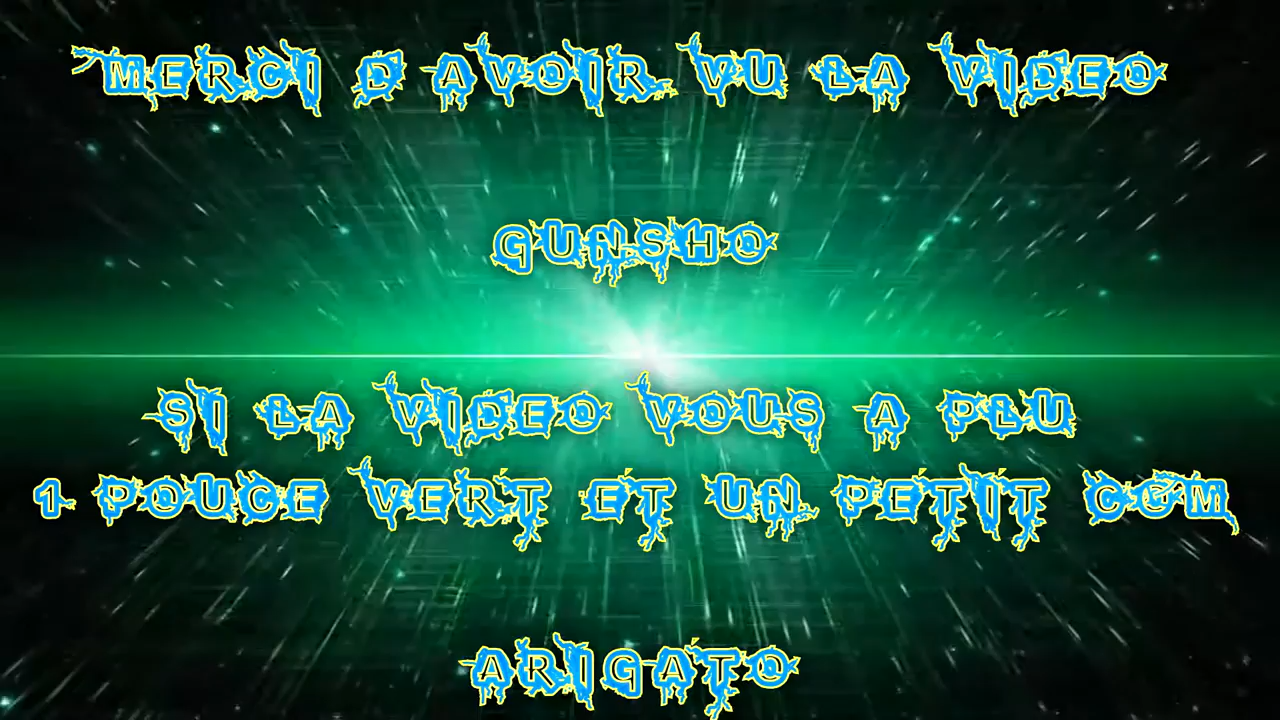 MERCI D AVOIR VU LA VIDEO
GUNSHO
SI LA VIDEO VOUS A PLU
1 POUCE VERT ET UN PETIT COM
ARIGATO